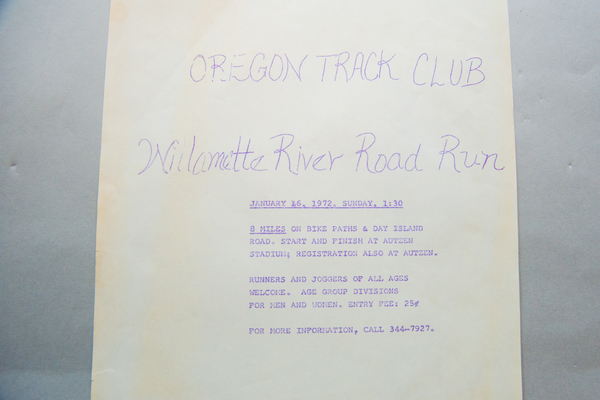 OREGON TRACK CLUB
Willamette River Road Run
JANUARY 16, 1972, SUNDAY, 1:30
8 MILES ON BIKE PATHS & DAY ISLAND
ROAD. START AND FINISH AT AUTZEN
STADIUM; REGISTRATION ALSO AT AUTZEN.
RUNNERS AND JOGGERS OF ALL AGES
WELCOME. AGE GROUP DIVISIONS
FOR MEN AND WOMEN. ENTRY FEE: 25¢
FOR MORE INFORMATION, CALL 344-7927.